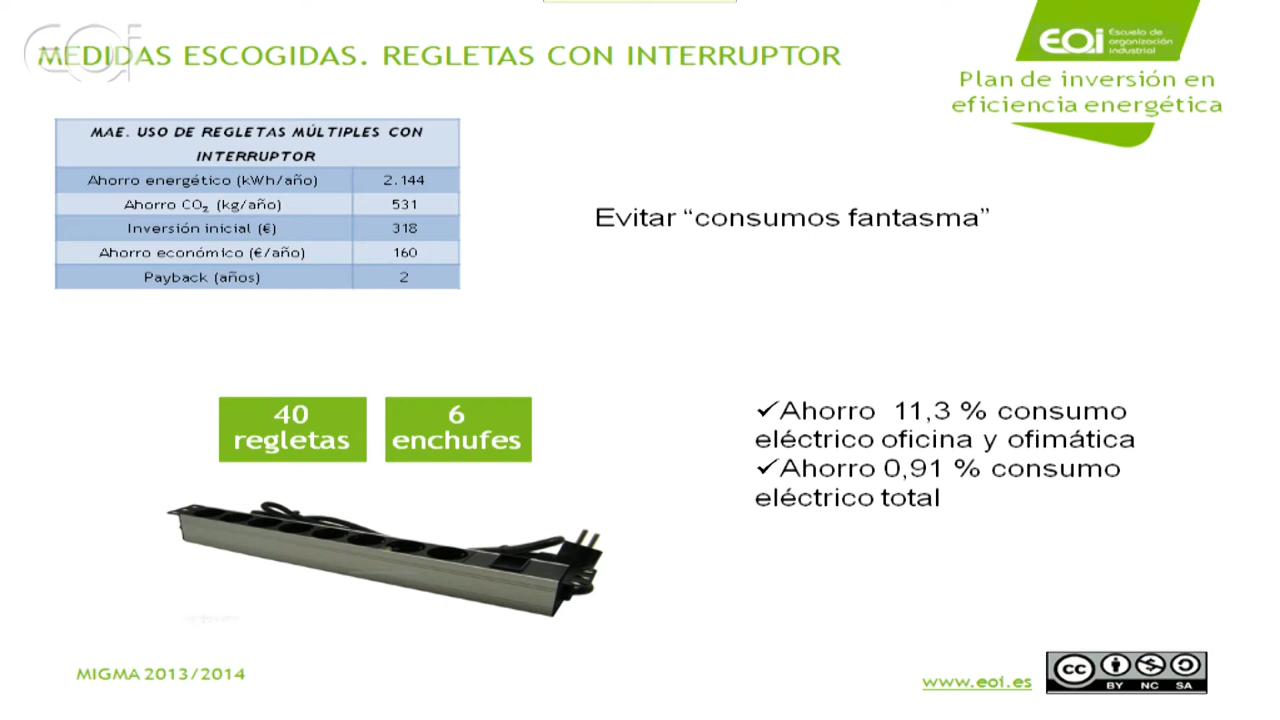 MEDIDAS ESCOGIDAS. REGLETAS CON INTERRUPTOR
eoi
EOi Escuela de
organización
industrial
Plan de inversión en
eficiencia energética
MAE. USO DE REGLETAS MÚLTIPLES CON
INTERRUPTOR
Ahorro energético (kWh/año) 2.144
Ahorro CO₂ (kg/año) 531
Inversión inicial (€) 318
Ahorro económico (€/año) 160
Payback (años) 2
Evitar “consumos fantasma”
40
regletas
6
enchufes
✓Ahorro 11,3 % consumo
eléctrico oficina y ofimática
✓Ahorro 0,91 % consumo
eléctrico total
MIGMA 2013/2014
www.eoi.es
cc
BY NC SA